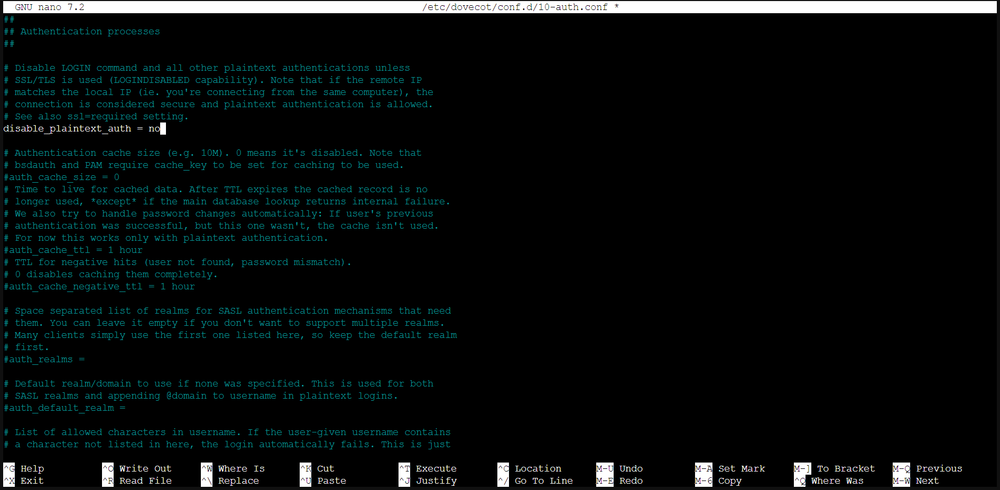 GNU nano 7.2 /etc/dovecot/conf.d/10-auth.conf *
##
## Authentication processes
##
# Disable LOGIN command and all other plaintext authentications unless
# SSL/TLS is used (LOGINDISABLED capability). Note that if the remote IP
# matches the local IP (ie. you're connecting from the same computer), the
# connection is considered secure and plaintext authentication is allowed.
# See also ssl=required setting.
disable_plaintext_auth = no
# Authentication cache size (e.g. 10M). 0 means it's disabled. Note that
# bsdauth and PAM require cache_key to be set for caching to be used.
#auth_cache_size = 0
# Time to live for cached data. After TTL expires the cached record is no
# longer used, *except* if the main database lookup returns internal failure.
# We also try to handle password changes automatically: If user's previous
# authentication was successful, but this one wasn't, the cache isn't used.
# For now this works only with plaintext authentication.
#auth_cache_ttl = 1 hour
# TTL for negative hits (user not found, password mismatch).
# 0 disables caching them completely.
#auth_cache_negative_ttl = 1 hour
# Space separated list of realms for SASL authentication mechanisms that need
# them. You can leave it empty if you don't want to support multiple realms.
# Many clients simply use the first one listed here, so keep the default realm
# first.
#auth_realms =
# Default realm/domain to use if none was specified. This is used for both
# SASL realms and appending @domain to username in plaintext logins.
#auth_default_realm =
# List of allowed characters in username. If the user-given username contains
# a character not listed in here, the login automatically fails. This is just
^G Help ^O Write Out ^W Where Is ^K Cut ^T Execute ^C Location M-U Undo M-A Set Mark M-] To Bracket M-Q Previous
^X Exit ^R Read File ^\ Replace ^U Paste ^J Justify ^/ Go To Line M-E Redo M-6 Copy ^Q Where Was M-W Next